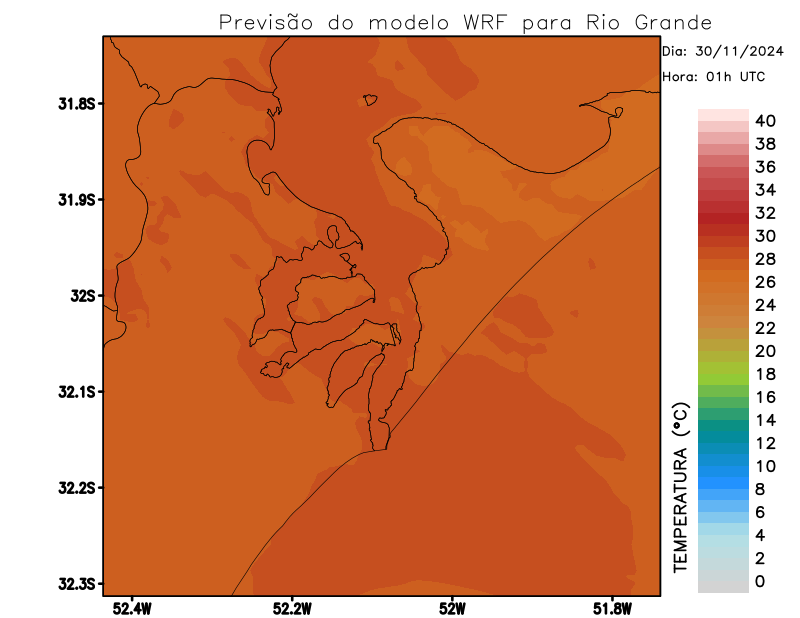 Previsão do modelo WRF para Rio Grande
Dia: 30/11/2024
Hora: 01h UTC
31.8S
31.9S
32S
32.1S
32.2S
32.3S
52.4W
52.2W
52W
51.8W
TEMPERATURA (°C)
40
38
36
34
32
30
28
26
24
22
20
18
16
14
12
10
8
6
4
2
0